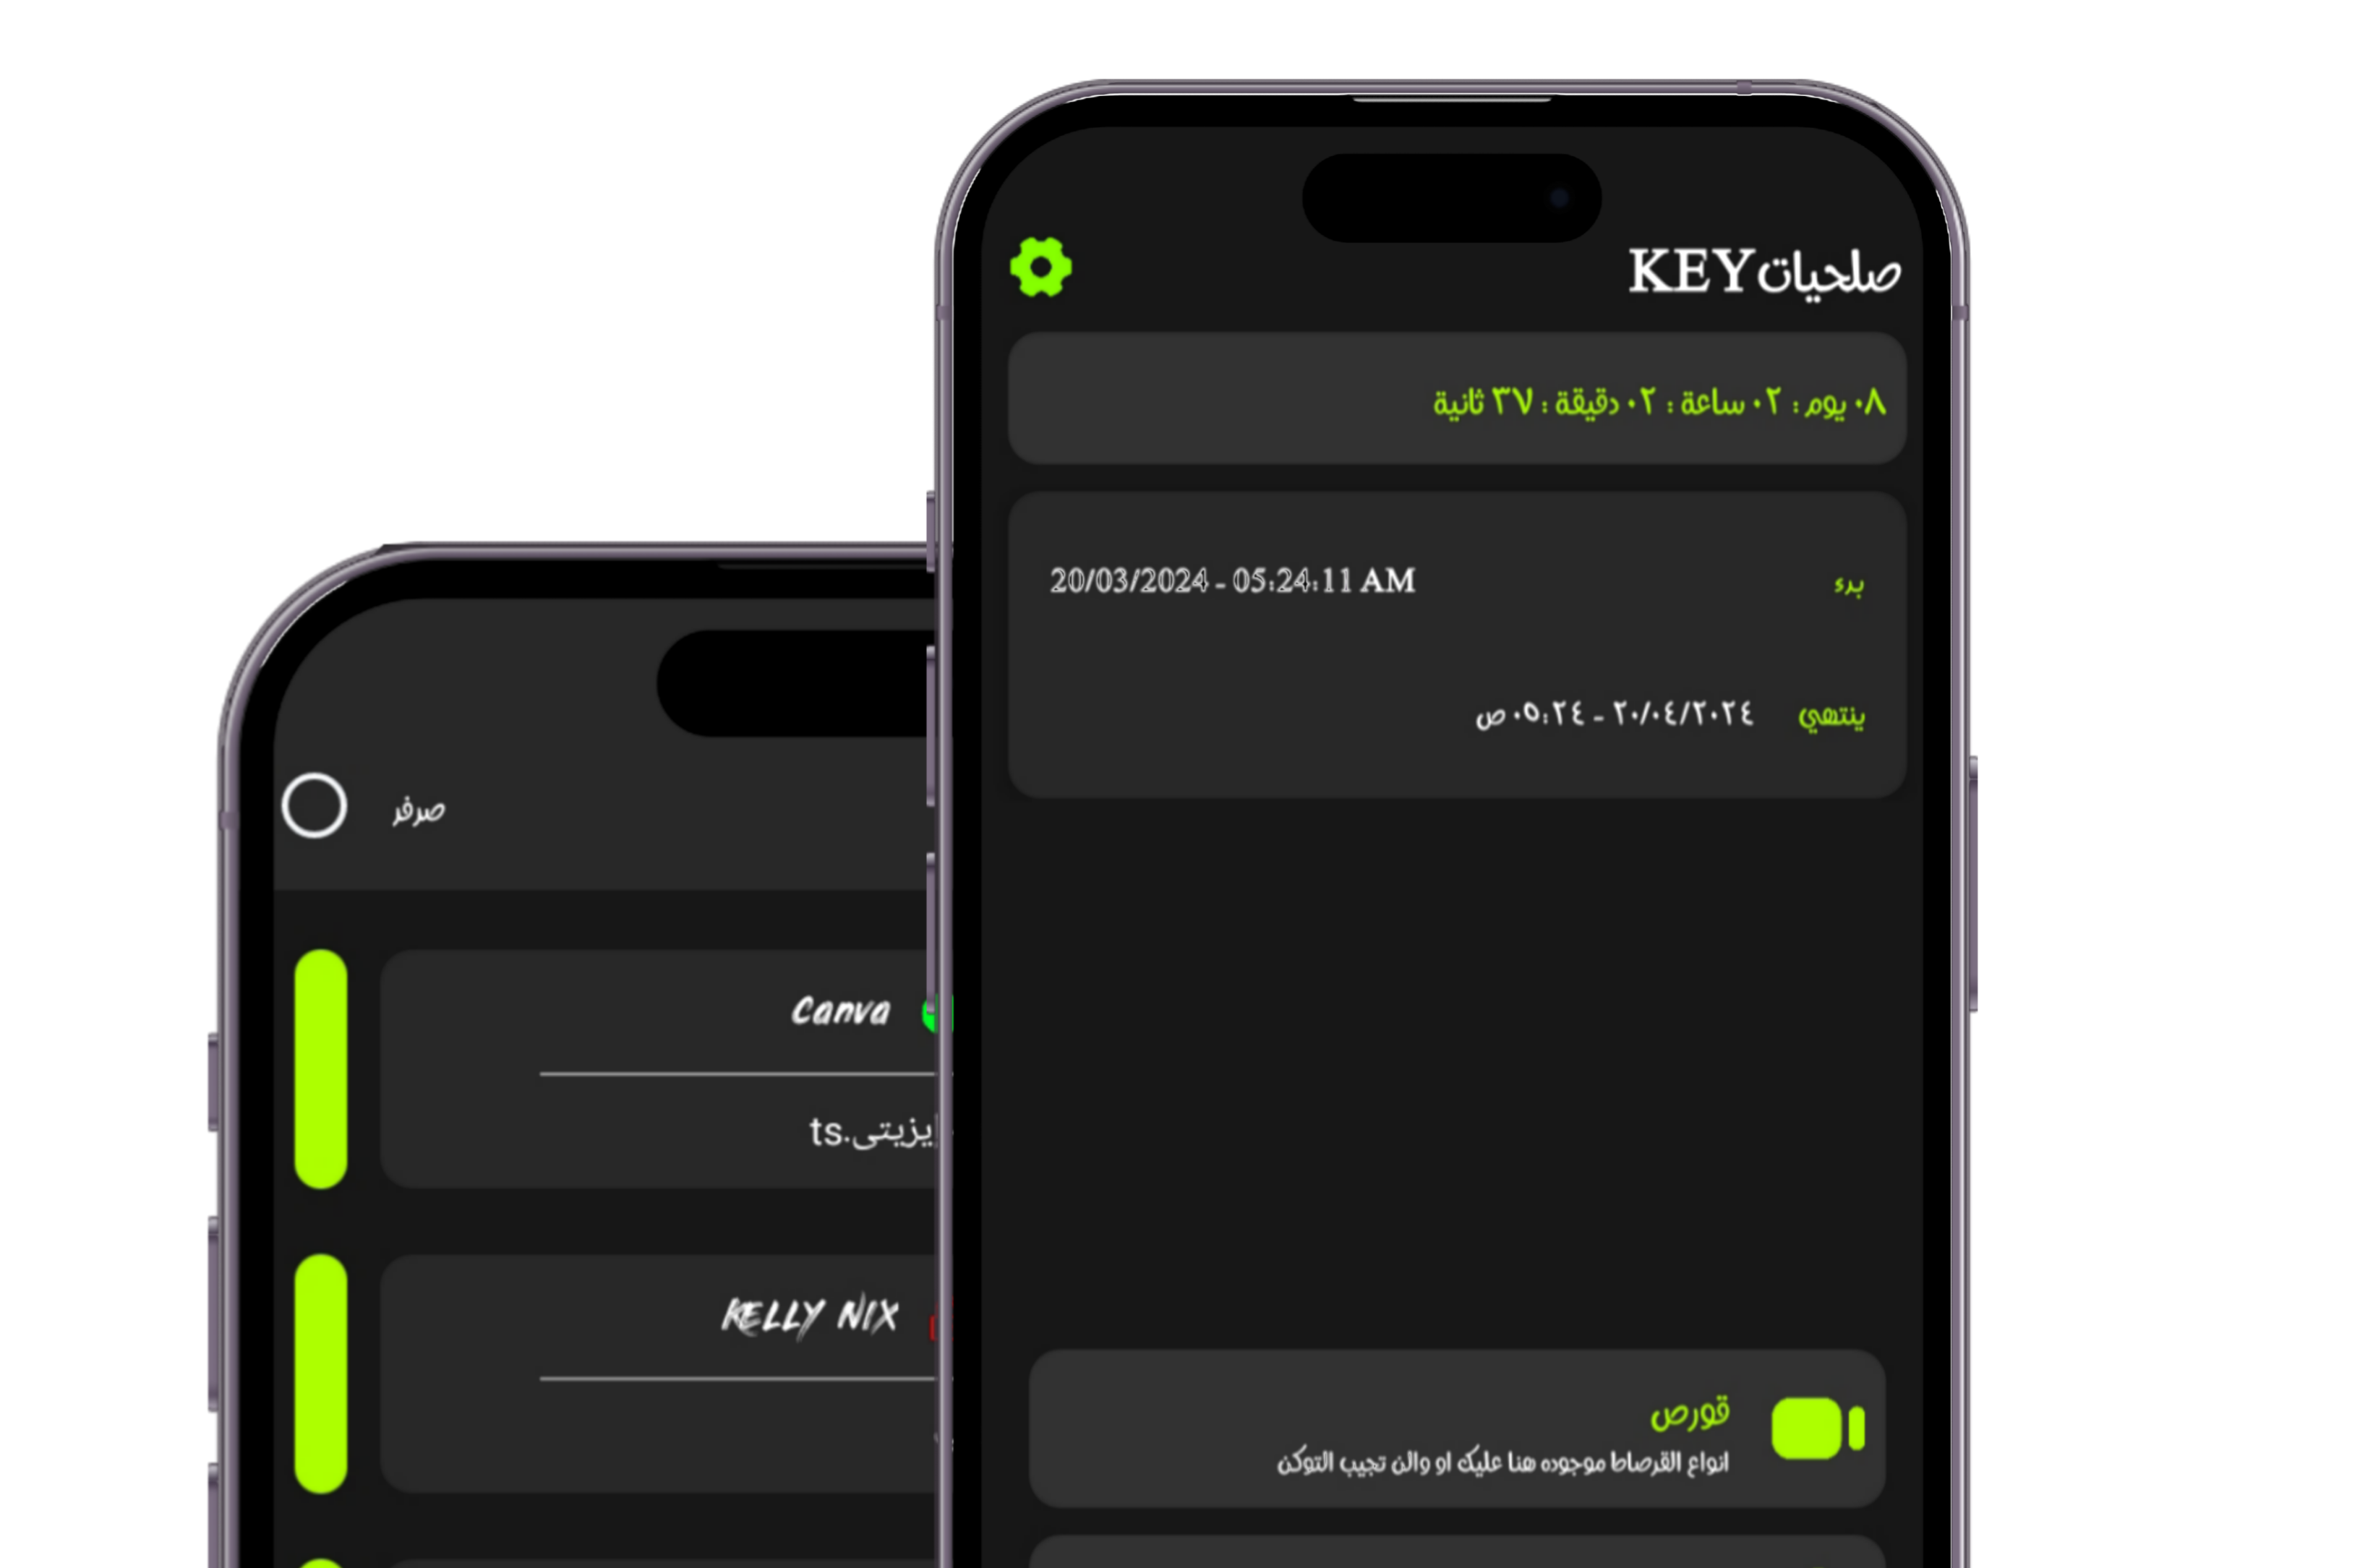 صلحيات KEY
٠٨ يوم : ٠٢ ساعة : ٠٢ دقيقة : ٣٧ ثانية
برء 20/03/2024 - 05:24:11 AM
ينتهي ٢٠/٠٤/٢٠٢٤ - ٠٥:٢٤ ص
قورص
انواع القرصاط موجوده هنا عليك او والن تجيب التوكن
صرفر
Canva
ايزيتى.ts
KELLY NIX